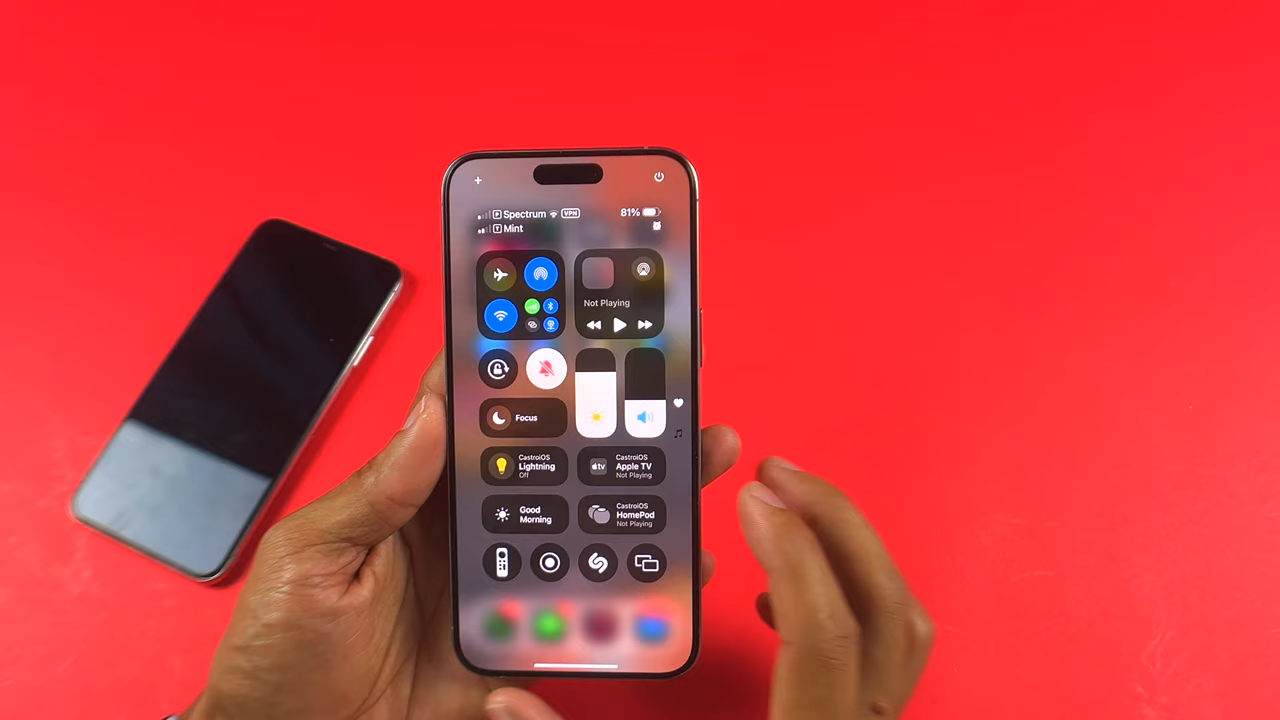 P Spectrum VPN 81%
T Mint
Not Playing
Focus
CastroiOS
Lightning
Off
CastroiOS
tv Apple TV
Not Playing
Good
Morning
CastroiOS
HomePod
Not Playing